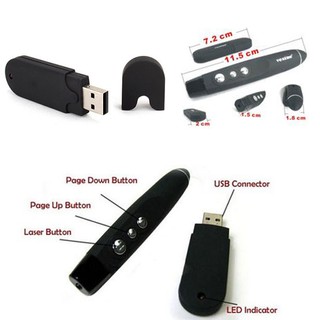 7.2 cm
11.5 cm
2 cm
1.5 cm
1.8 cm
Page Down Button
Page Up Button
Laser Button
USB Connector
LED Indicator